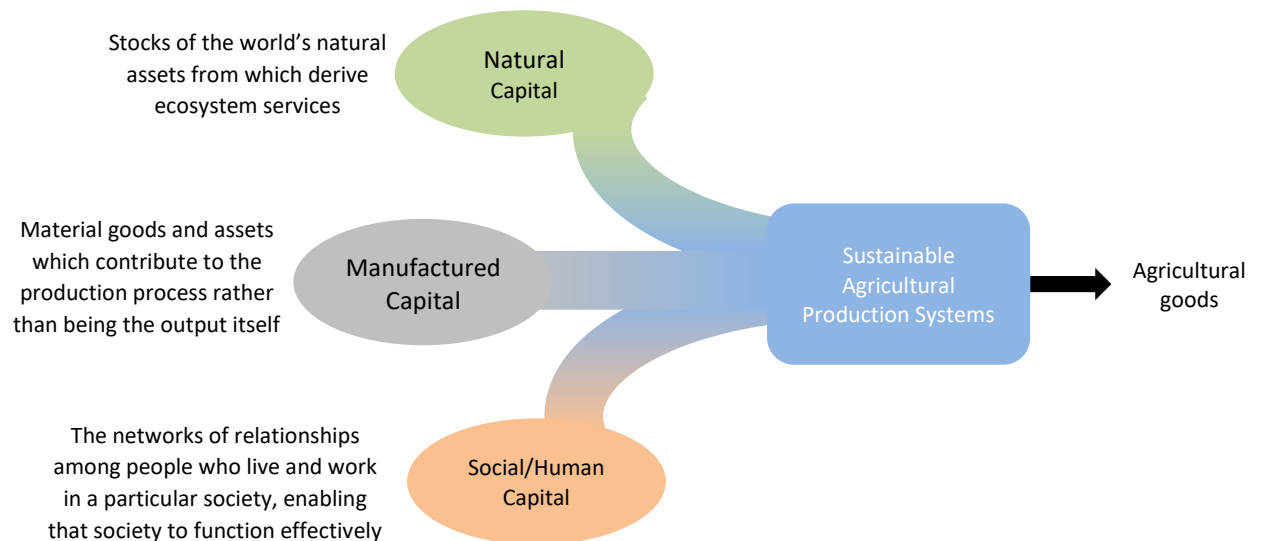 Stocks of the world’s natural
assets from which derive
ecosystem services
Natural
Capital
Material goods and assets
which contribute to the
production process rather
than being the output itself
Manufactured
Capital
Sustainable
Agricultural
Production Systems
Agricultural
goods
The networks of relationships
among people who live and work
in a particular society, enabling
that society to function effectively
Social/Human
Capital